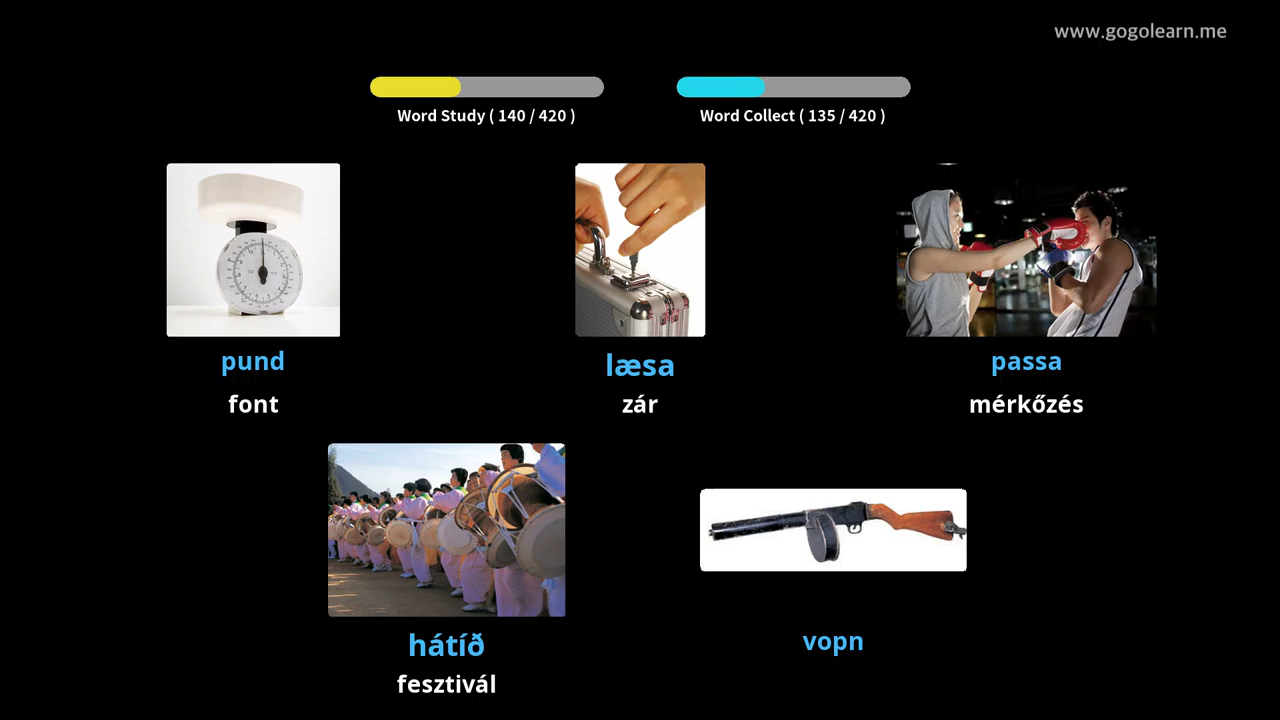 www.gogolearn.me
Word Study ( 140 / 420 )
Word Collect ( 135 / 420 )
pund
font
læsa
zár
passa
mérkőzés
hátíð
fesztivál
vopn